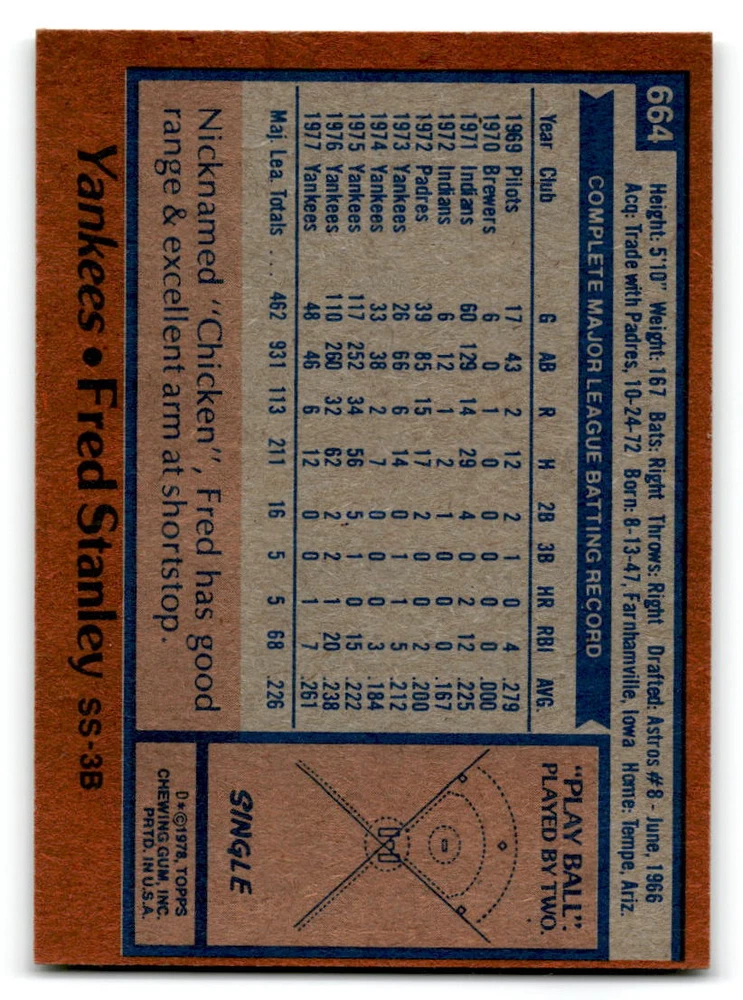 664
Height: 5'10" Weight: 167 Bats: Right Throws: Right Drafted: Astros #8 - June, 1966
Acq: Trade with Padres, 10-24-72 Born: 8-13-47, Farnhamville, Iowa Home: Tempe, Ariz.
COMPLETE MAJOR LEAGUE BATTING RECORD
Year Club G AB R H 2B 3B HR RBI AVG.
1969 Pilots 17 43 2 12 2 1 0 4 .279
1970 Brewers 6 0 1 0 0 0 0 0 .000
1971 Indians 60 129 14 29 4 0 2 12 .225
1972 Indians 6 12 1 2 1 0 0 0 .167
1972 Padres 39 85 15 17 2 0 0 2 .200
1973 Yankees 26 66 6 14 0 1 1 5 .212
1974 Yankees 33 38 2 7 0 0 0 3 .184
1975 Yankees 117 252 34 56 5 1 0 15 .222
1976 Yankees 110 260 32 62 2 2 1 20 .238
1977 Yankees 48 46 6 12 0 0 1 7 .261
Maj. Lea. Totals ... 462 931 113 211 16 5 5 68 .226
Nicknamed "Chicken", Fred has good
range & excellent arm at shortstop.
Yankees • Fred Stanley SS-3B
"PLAY BALL"
PLAYED BY TWO.
SINGLE
D*©1978, TOPPS
CHEWING GUM, INC.
PRTD. IN U.S.A.